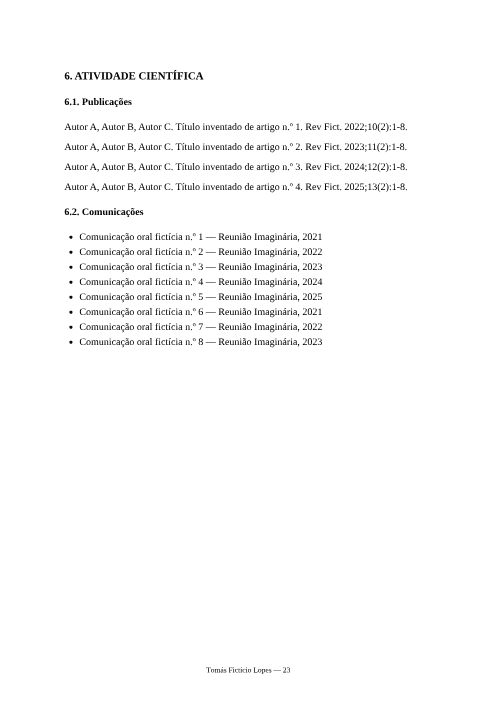 6. ATIVIDADE CIENTÍFICA
6.1. Publicações
Autor A, Autor B, Autor C. Título inventado de artigo n.º 1. Rev Fict. 2022;10(2):1-8.
Autor A, Autor B, Autor C. Título inventado de artigo n.º 2. Rev Fict. 2023;11(2):1-8.
Autor A, Autor B, Autor C. Título inventado de artigo n.º 3. Rev Fict. 2024;12(2):1-8.
Autor A, Autor B, Autor C. Título inventado de artigo n.º 4. Rev Fict. 2025;13(2):1-8.
6.2. Comunicações
• Comunicação oral fictícia n.º 1 — Reunião Imaginária, 2021
• Comunicação oral fictícia n.º 2 — Reunião Imaginária, 2022
• Comunicação oral fictícia n.º 3 — Reunião Imaginária, 2023
• Comunicação oral fictícia n.º 4 — Reunião Imaginária, 2024
• Comunicação oral fictícia n.º 5 — Reunião Imaginária, 2025
• Comunicação oral fictícia n.º 6 — Reunião Imaginária, 2021
• Comunicação oral fictícia n.º 7 — Reunião Imaginária, 2022
• Comunicação oral fictícia n.º 8 — Reunião Imaginária, 2023
Tomás Fictício Lopes — 23